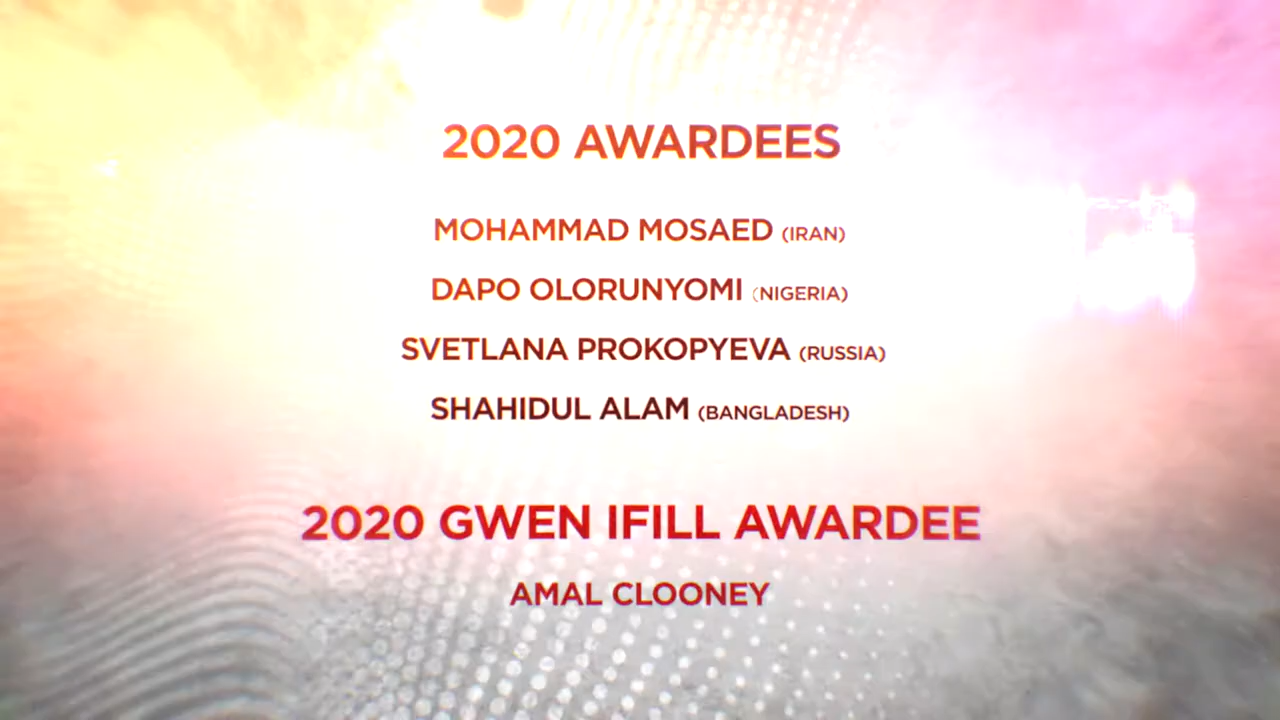 2020 AWARDEES
MOHAMMAD MOSAED (IRAN)
DAPO OLORUNYOMI (NIGERIA)
SVETLANA PROKOPYEVA (RUSSIA)
SHAHIDUL ALAM (BANGLADESH)
2020 GWEN IFILL AWARDEE
AMAL CLOONEY